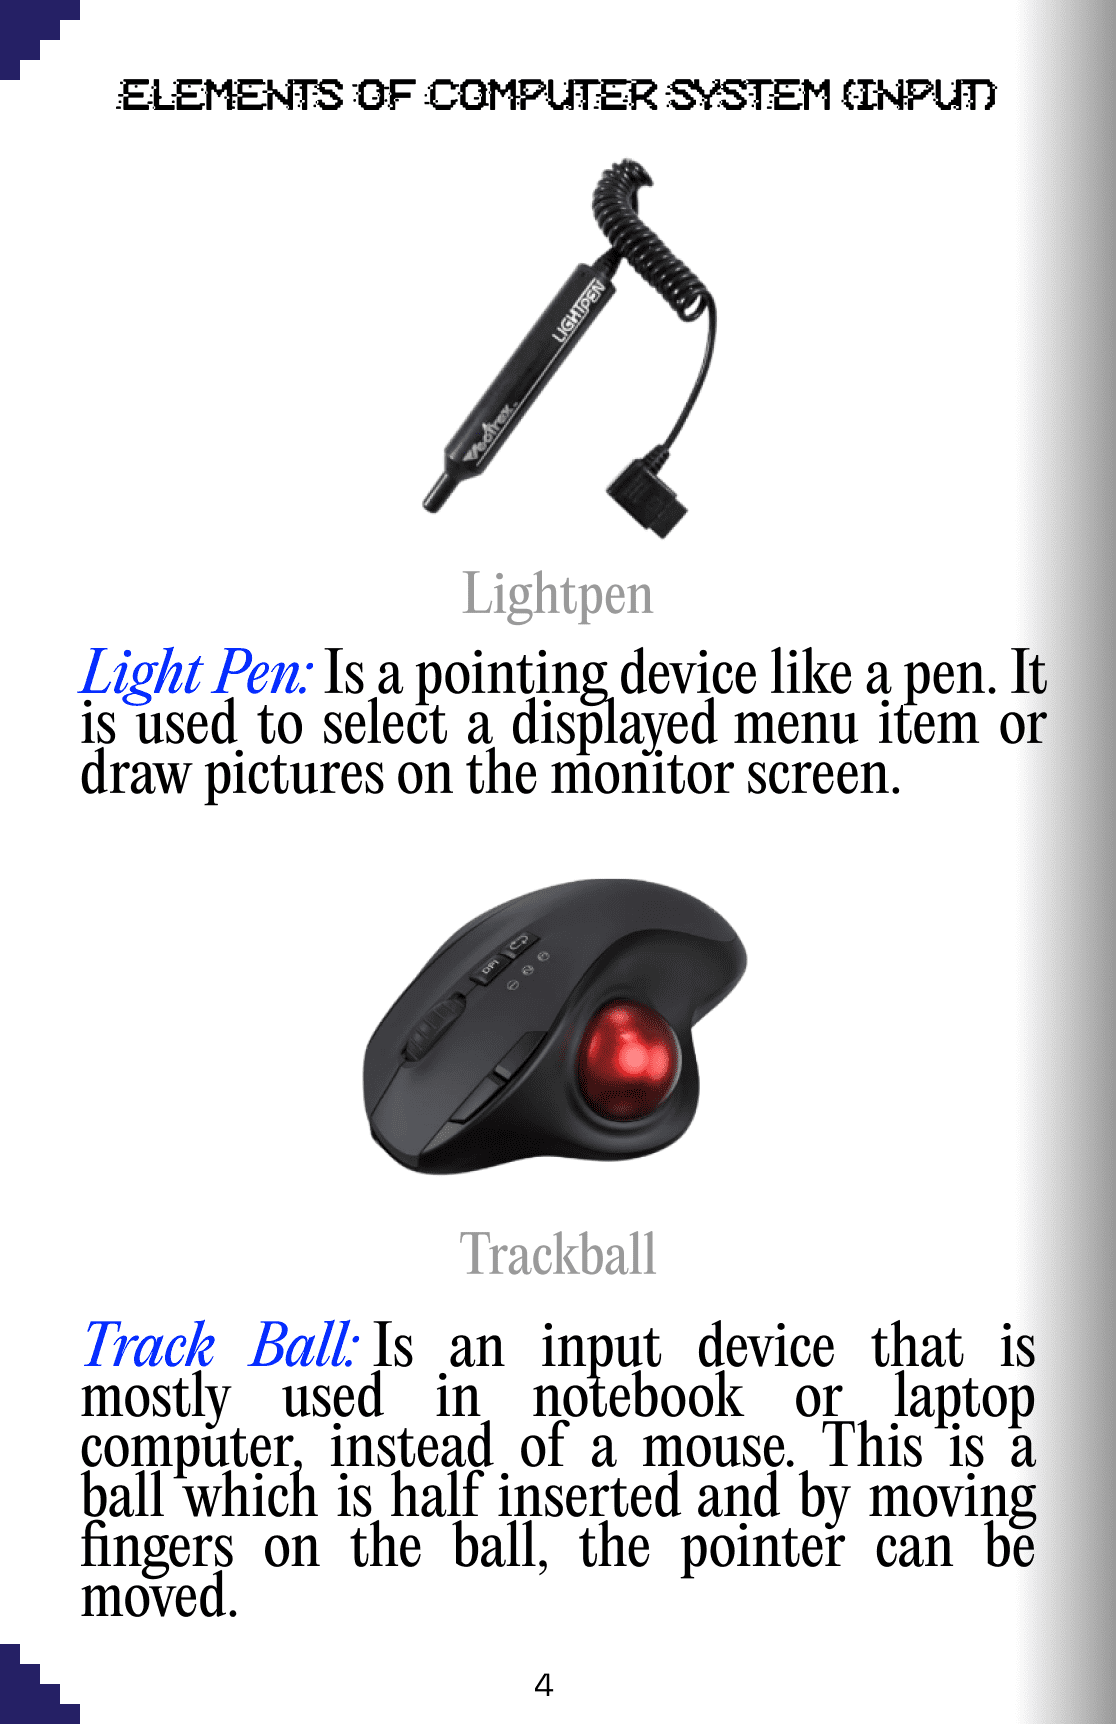 ELEMENTS OF COMPUTER SYSTEM (INPUT)
LIGHTPEN
Vectrex
Lightpen
Light Pen: Is a pointing device like a pen. It
is used to select a displayed menu item or
draw pictures on the monitor screen.
DPI
Trackball
Track Ball: Is an input device that is
mostly used in notebook or laptop
computer, instead of a mouse. This is a
ball which is half inserted and by moving
fingers on the ball, the pointer can be
moved.
4